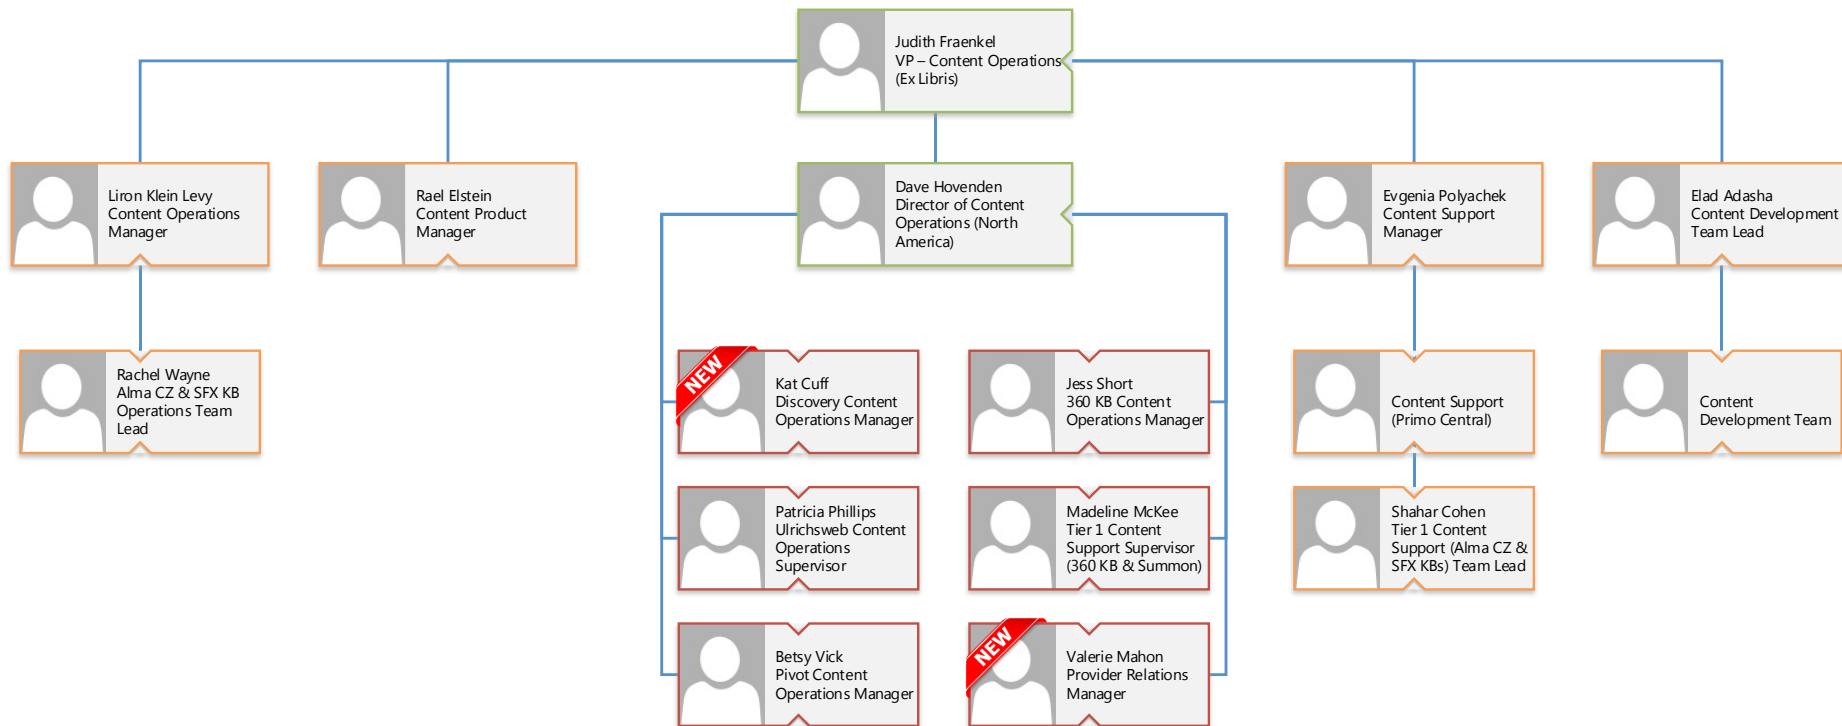 Judith Fraenkel
VP – Content Operations
(Ex Libris)
Liron Klein Levy
Content Operations
Manager
Rael Elstein
Content Product
Manager
Dave Hovenden
Director of Content
Operations (North
America)
Evgenia Polyachek
Content Support
Manager
Elad Adasha
Content Development
Team Lead
Rachel Wayne
Alma CZ & SFX KB
Operations Team
Lead
NEW
Kat Cuff
Discovery Content
Operations Manager
Jess Short
360 KB Content
Operations Manager
Content Support
(Primo Central)
Content
Development Team
Patricia Phillips
Ulrichsweb Content
Operations
Supervisor
Madeline McKee
Tier 1 Content
Support Supervisor
(360 KB & Summon)
Shahar Cohen
Tier 1 Content
Support (Alma CZ &
SFX KBs) Team Lead
Betsy Vick
Pivot Content
Operations Manager
NEW
Valerie Mahon
Provider Relations
Manager